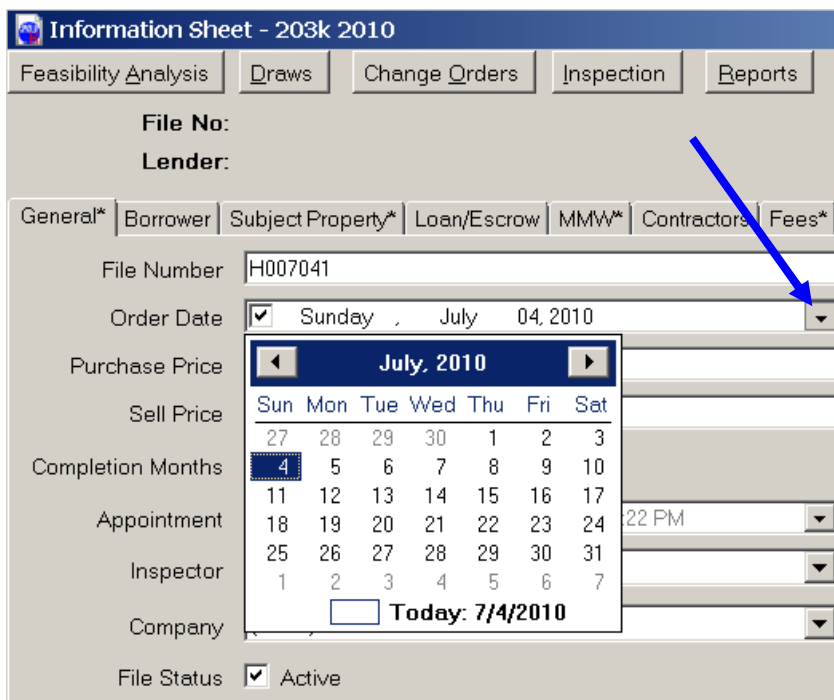 Information Sheet - 203k 2010
Feasibility Analysis Draws Change Orders Inspection Reports
File No:
Lender:
General* Borrower Subject Property* Loan/Escrow MMW* Contractors Fees*
File Number H007041
Order Date Sunday , July 04, 2010
Purchase Price
July, 2010
Sell Price
Sun Mon Tue Wed Thu Fri Sat
27 28 29 30 1 2 3
Completion Months
4 5 6 7 8 9 10
11 12 13 14 15 16 17
Appointment :22 PM
18 19 20 21 22 23 24
25 26 27 28 29 30 31
Inspector
1 2 3 4 5 6 7
Today: 7/4/2010
Company
File Status Active